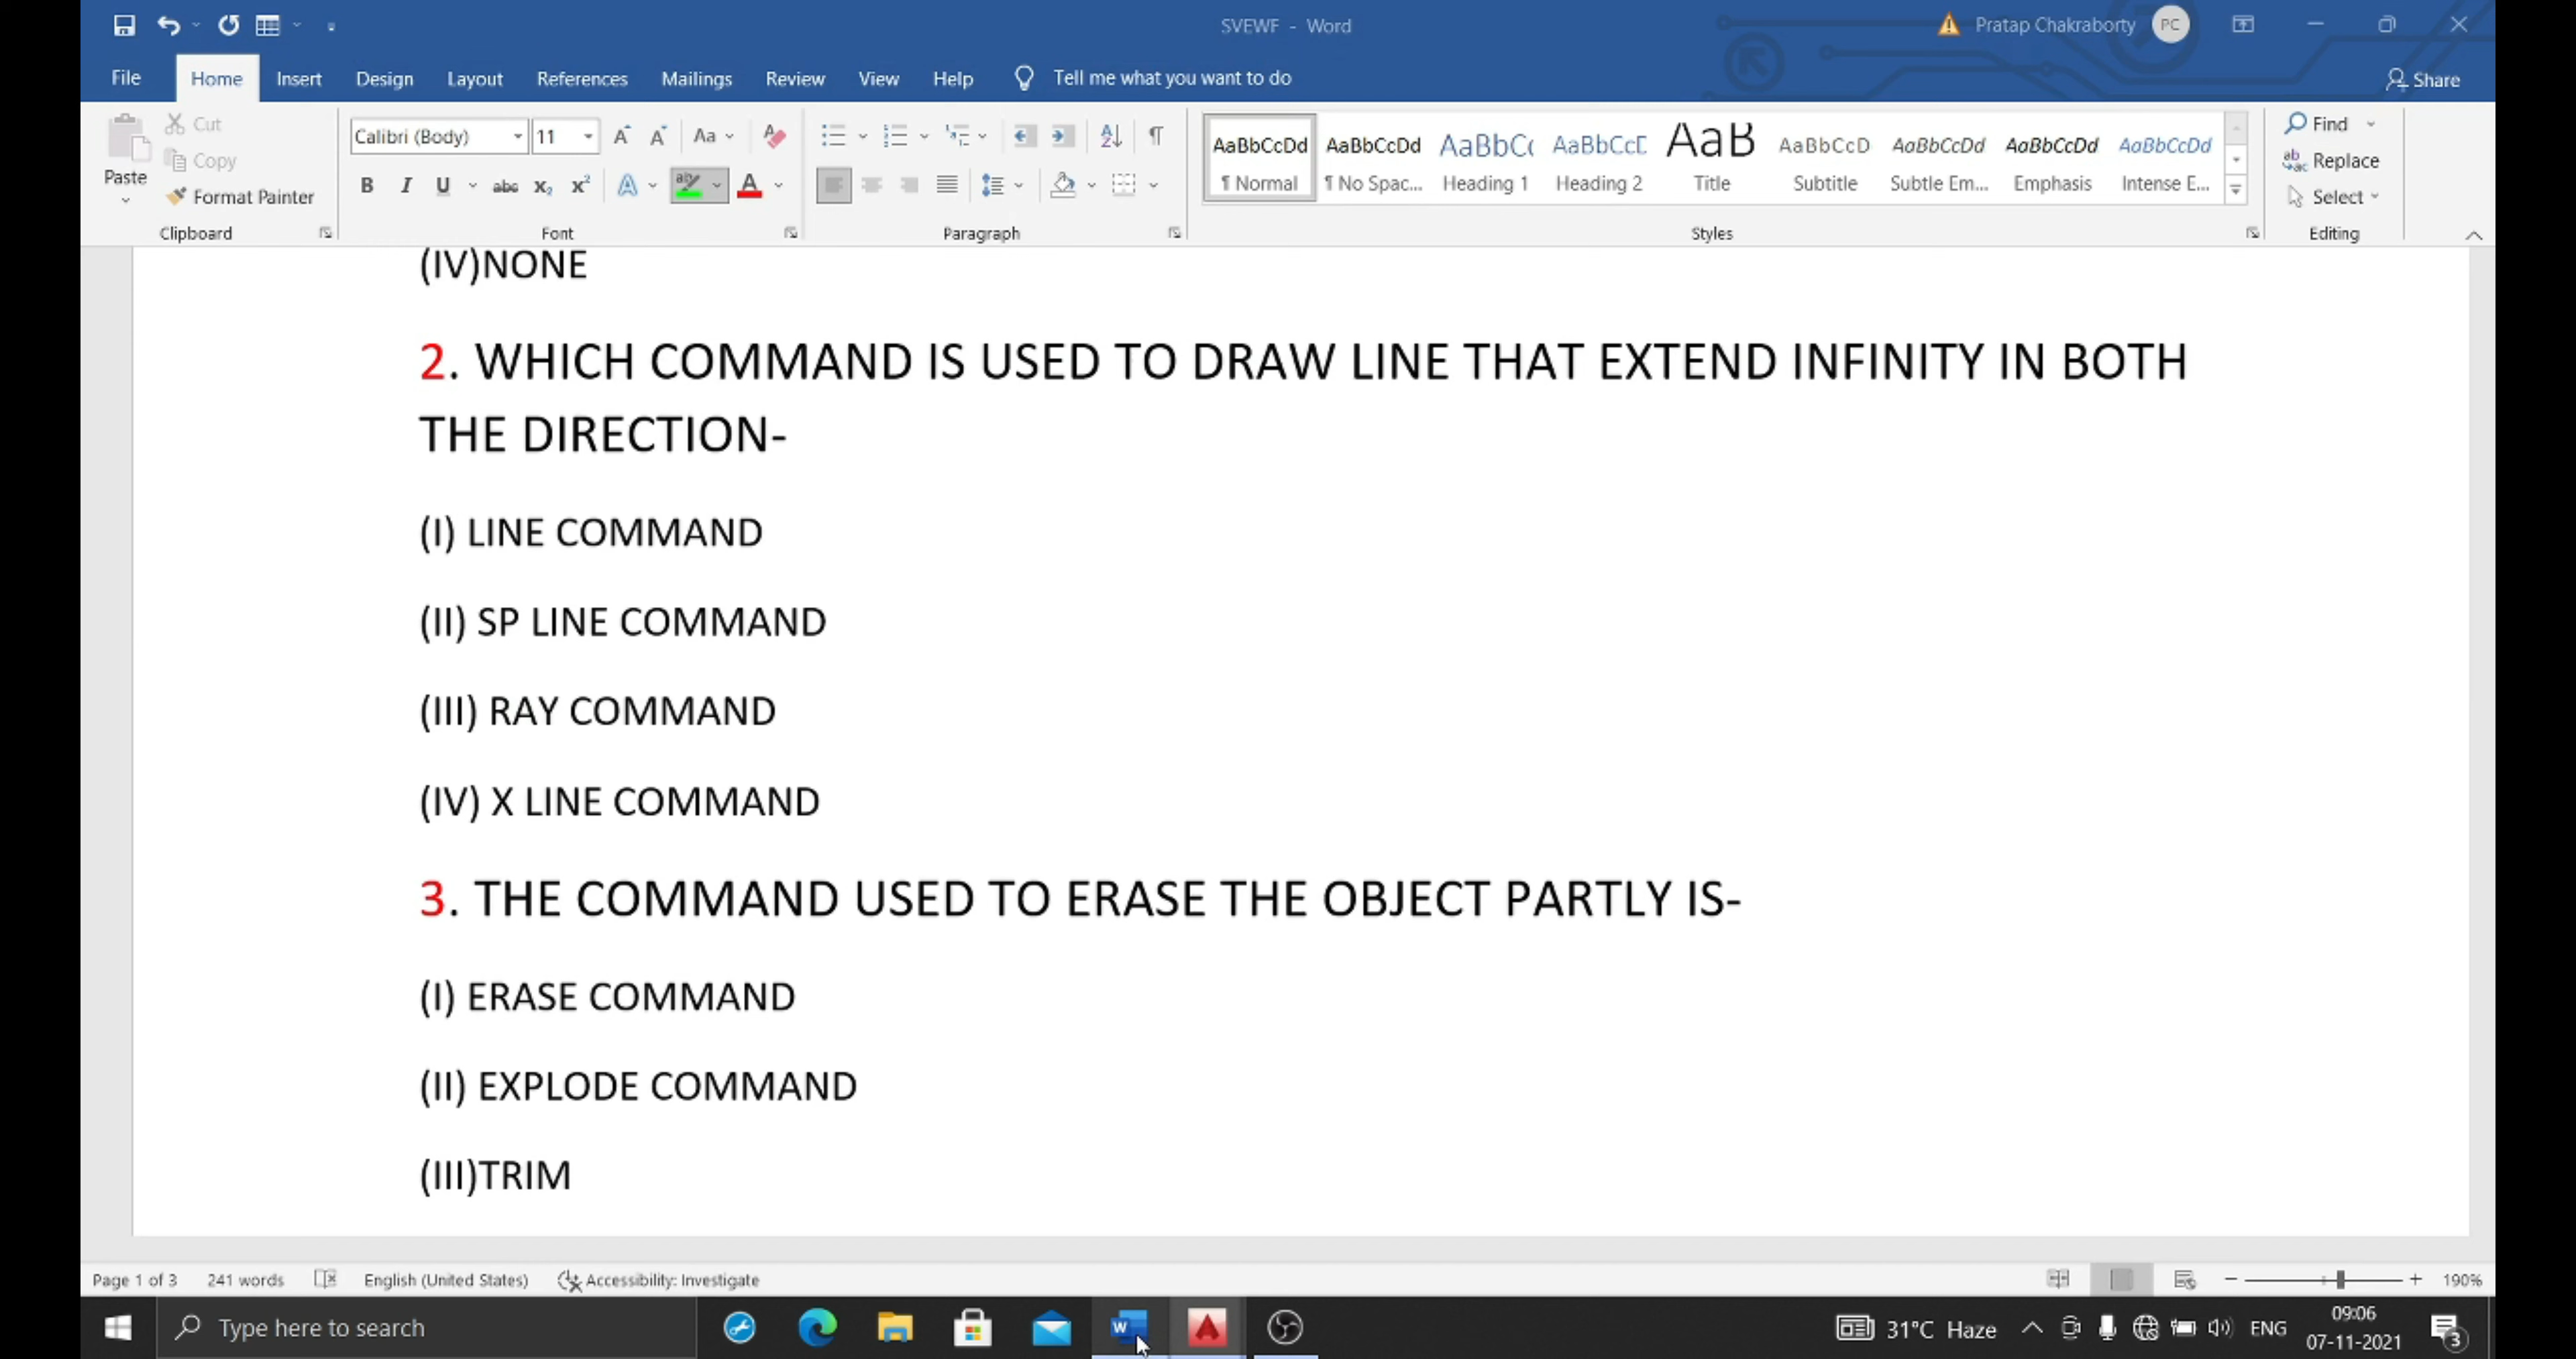 SVEWF - Word
Pratap Chakraborty PC
File Home Insert Design Layout References Mailings Review View Help Tell me what you want to do Share
Cut
Copy
Paste
Format Painter
Clipboard
Calibri (Body) 11
Font
Paragraph
AaBbCcDd AaBbCcDd AaBbCc AaBbCcD AaB AaBbCcD AaBbCcDd AaBbCcDd AaBbCcDd
¶ Normal ¶ No Spac... Heading 1 Heading 2 Title Subtitle Subtle Em... Emphasis Intense E...
Styles
Find
Replace
Select
Editing
(IV)NONE
2. WHICH COMMAND IS USED TO DRAW LINE THAT EXTEND INFINITY IN BOTH
THE DIRECTION-
(I) LINE COMMAND
(II) SP LINE COMMAND
(III) RAY COMMAND
(IV) X LINE COMMAND
3. THE COMMAND USED TO ERASE THE OBJECT PARTLY IS-
(I) ERASE COMMAND
(II) EXPLODE COMMAND
(III)TRIM
Page 1 of 3 241 words English (United States) Accessibility: Investigate 190%
Type here to search
31°C Haze ENG
09:06
07-11-2021
3